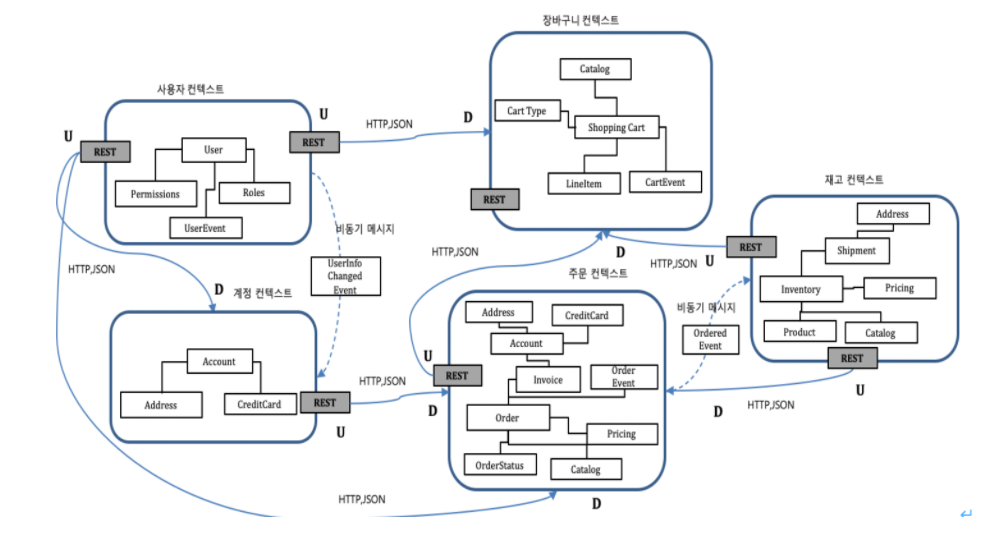 장바구니 컨텍스트
Catalog
Cart Type
Shopping Cart
LineItem
CartEvent
REST
D
사용자 컨텍스트
U
REST
User
Permissions
Roles
UserEvent
U
REST
HTTP,JSON
비동기 메시지
UserInfo
Changed
Event
HTTP,JSON
D
계정 컨텍스트
Account
Address
CreditCard
REST
U
HTTP,JSON
D
HTTP,JSON
D
주문 컨텍스트
Address
CreditCard
Account
U
REST
Invoice
Order
Event
Order
Pricing
OrderStatus
Catalog
HTTP,JSON
D
재고 컨텍스트
Address
Shipment
REST
U
HTTP,JSON
Inventory
Pricing
Product
Catalog
REST
U
비동기 메시지
Ordered
Event
D
HTTP,JSON